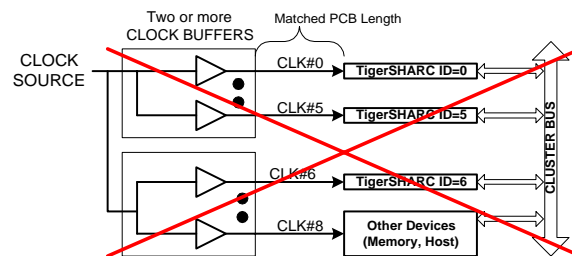 Two or more
CLOCK BUFFERS
Matched PCB Length
CLOCK
SOURCE
CLK#0
TigerSHARC ID=0
CLK#5
TigerSHARC ID=5
CLK#6
TigerSHARC ID=6
CLK#8
Other Devices
(Memory, Host)
CLUSTER BUS